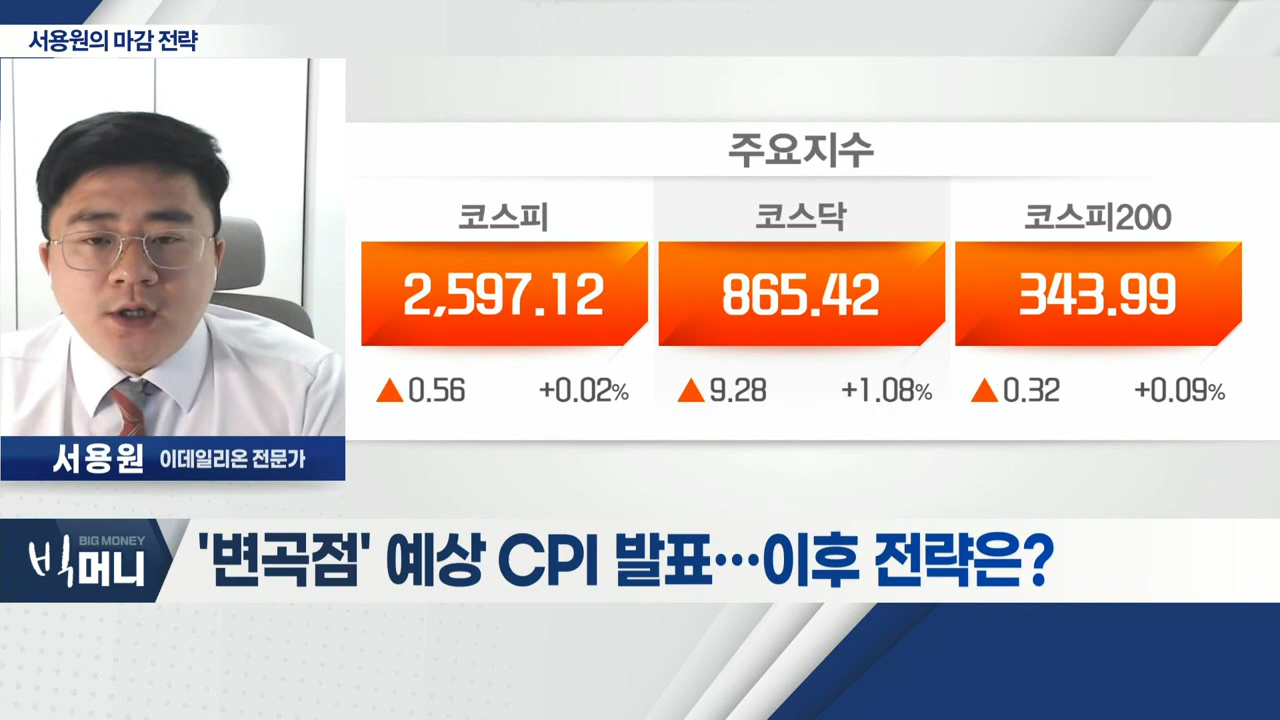 서용원의 마감 전략
주요지수
코스피
코스닥
코스피200
2,597.12
865.42
343.99
▲0.56 +0.02%
▲9.28 +1.08%
▲0.32 +0.09%
서용원 이데일리온 전문가
BIG MONEY
빅머니
'변곡점' 예상 CPI 발표…이후 전략은?